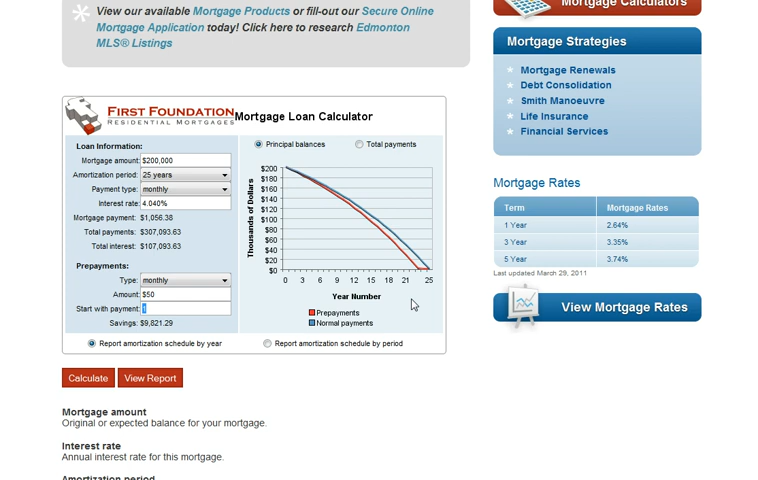 View our available Mortgage Products or fill-out our Secure Online
Mortgage Application today! Click here to research Edmonton
MLS® Listings
Mortgage Calculators
Mortgage Strategies
Mortgage Renewals
Debt Consolidation
Smith Manoeuvre
Life Insurance
Financial Services
FIRST FOUNDATION
RESIDENTIAL MORTGAGES
Mortgage Loan Calculator
Loan Information:
Mortgage amount: $200,000
Amortization period: 25 years
Payment type: monthly
Interest rate: 4.040%
Mortgage payment: $1,056.38
Total payments: $307,093.63
Total interest: $107,093.63
Prepayments:
Type: monthly
Amount: $50
Start with payment: 1
Savings: $9,821.29
Principal balances
Total payments
Thousands of Dollars
$200
$180
$160
$140
$120
$100
$80
$60
$40
$20
$0
0 3 6 9 12 15 18 21 25
Year Number
Prepayments
Normal payments
Report amortization schedule by year
Report amortization schedule by period
Mortgage Rates
Term Mortgage Rates
1 Year 2.64%
3 Year 3.35%
5 Year 3.74%
Last updated March 29, 2011
View Mortgage Rates
Calculate
View Report
Mortgage amount
Original or expected balance for your mortgage.
Interest rate
Annual interest rate for this mortgage.
Amortization period